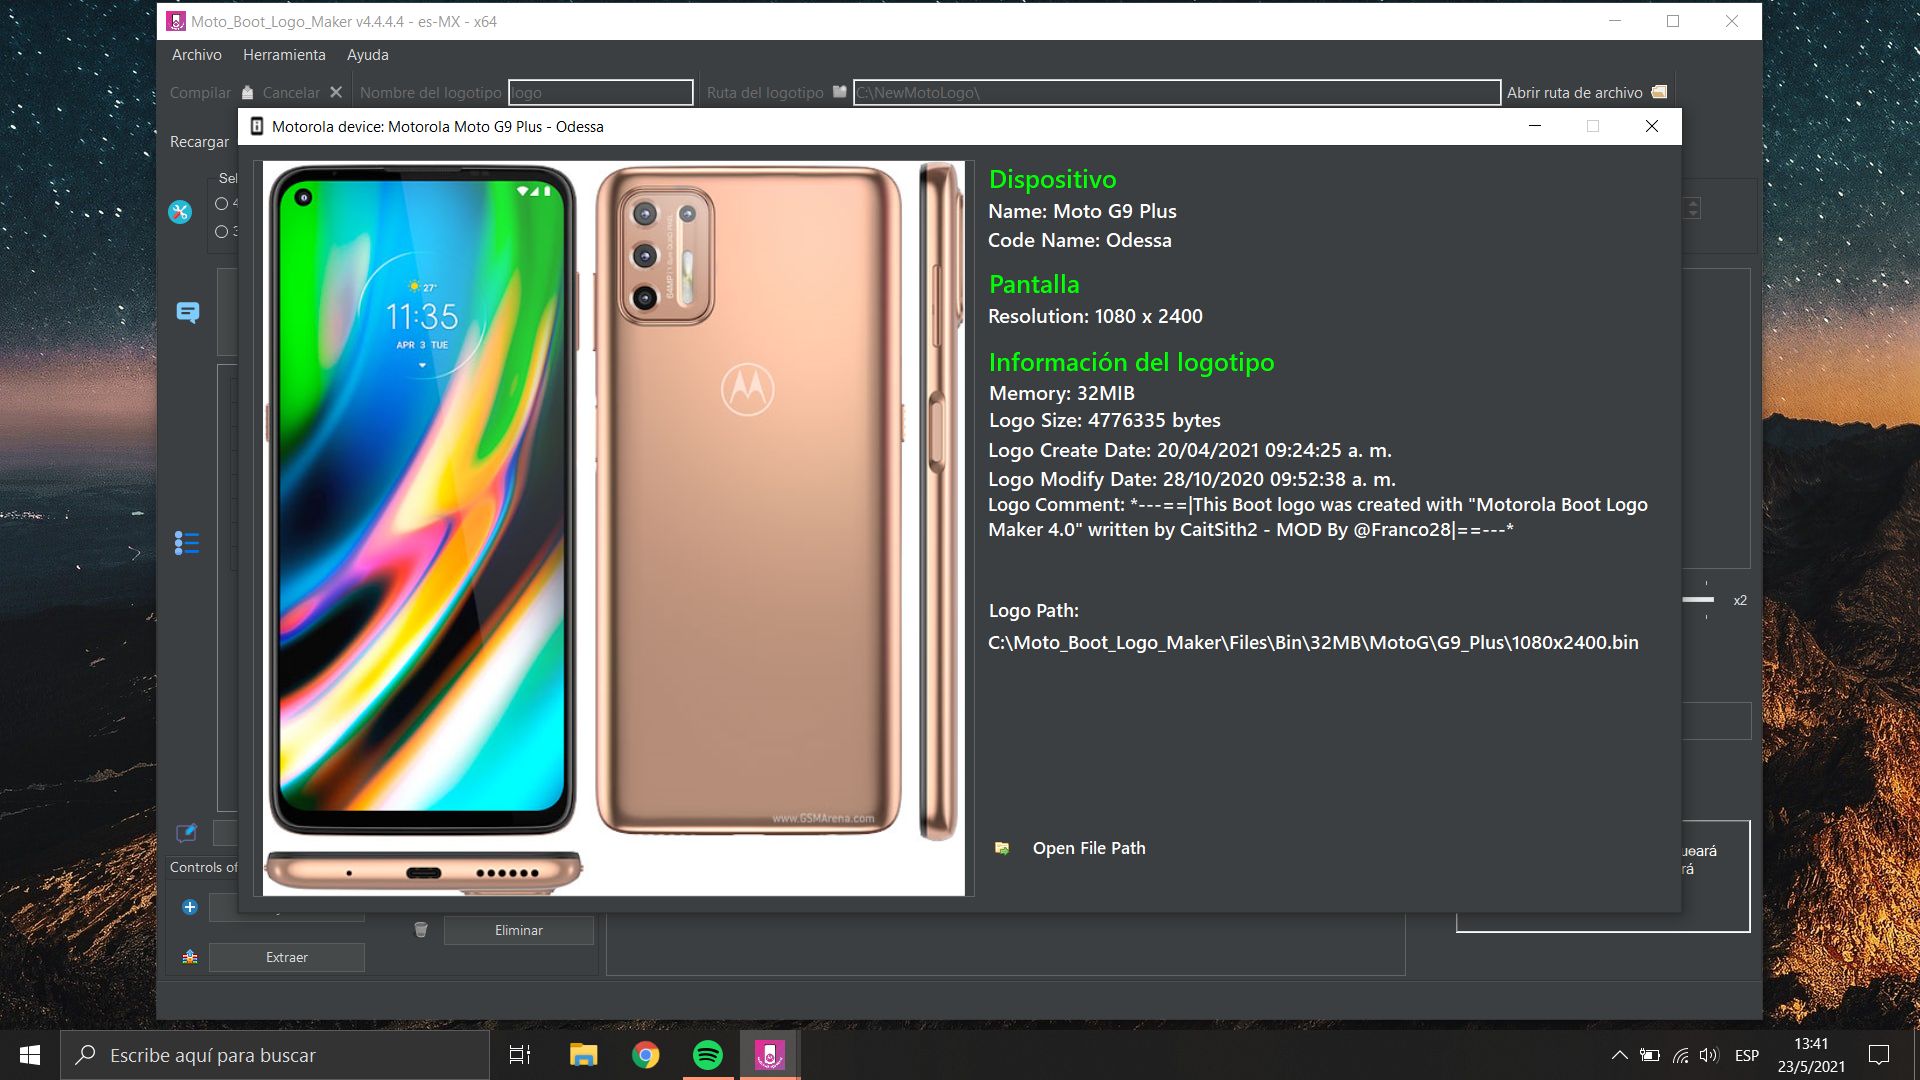 Moto_Boot_Logo_Maker v4.4.4.4 - es-MX - x64
Archivo Herramienta Ayuda
Compilar Cancelar Nombre del logotipo logo Ruta del logotipo C:\NewMotoLogo\ Abrir ruta de archivo
Motorola device: Motorola Moto G9 Plus - Odessa
Recargar
Sel
4
3
27°
11:35
APR 3 TUE
64MP
www.GSMArena.com
Dispositivo
Name: Moto G9 Plus
Code Name: Odessa
Pantalla
Resolution: 1080 x 2400
Información del logotipo
Memory: 32MIB
Logo Size: 4776335 bytes
Logo Create Date: 20/04/2021 09:24:25 a. m.
Logo Modify Date: 28/10/2020 09:52:38 a. m.
Logo Comment: *---==|This Boot logo was created with "Motorola Boot Logo
Maker 4.0" written by CaitSith2 - MOD By @Franco28|==---*
Logo Path:
C:\Moto_Boot_Logo_Maker\Files\Bin\32MB\MotoG\G9_Plus\1080x2400.bin
Open File Path
x2
ueará
rá
Controls of
Eliminar
Extraer
Escribe aquí para buscar
ESP
13:41
23/5/2021